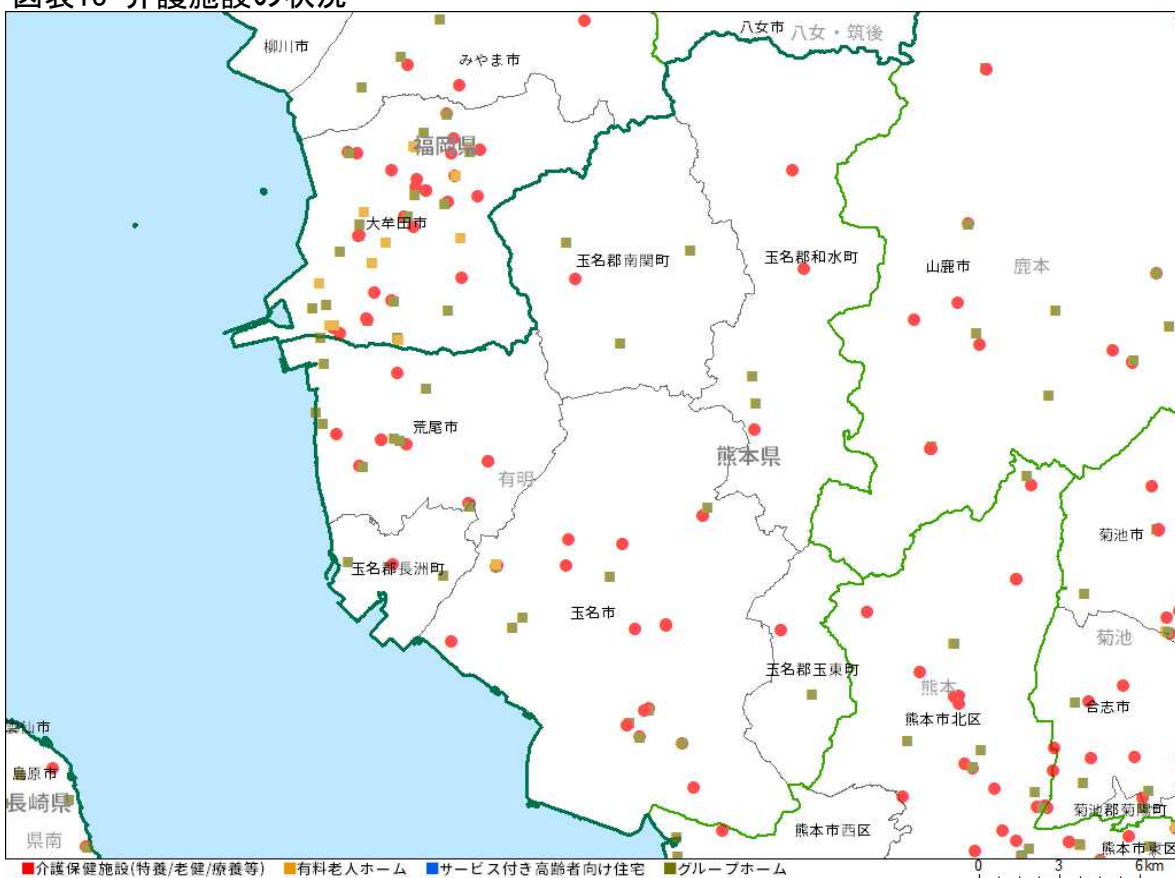 図表16 介護施設の状況
柳川市
八女市
八女・筑後
みやま市
福岡県
大牟田市
玉名郡南関町
玉名郡和水町
山鹿市
鹿本
荒尾市
熊本県
有明
菊池市
玉名郡長洲町
玉名市
菊池
玉名郡玉東町
熊本
合志市
熊本市北区
島原市
長崎県
菊池郡菊陽町
県南
熊本市西区
熊本市東区
■介護保健施設(特養/老健/療養等) ■有料老人ホーム ■サービス付き高齢者向け住宅 ■グループホーム
0 3 6km